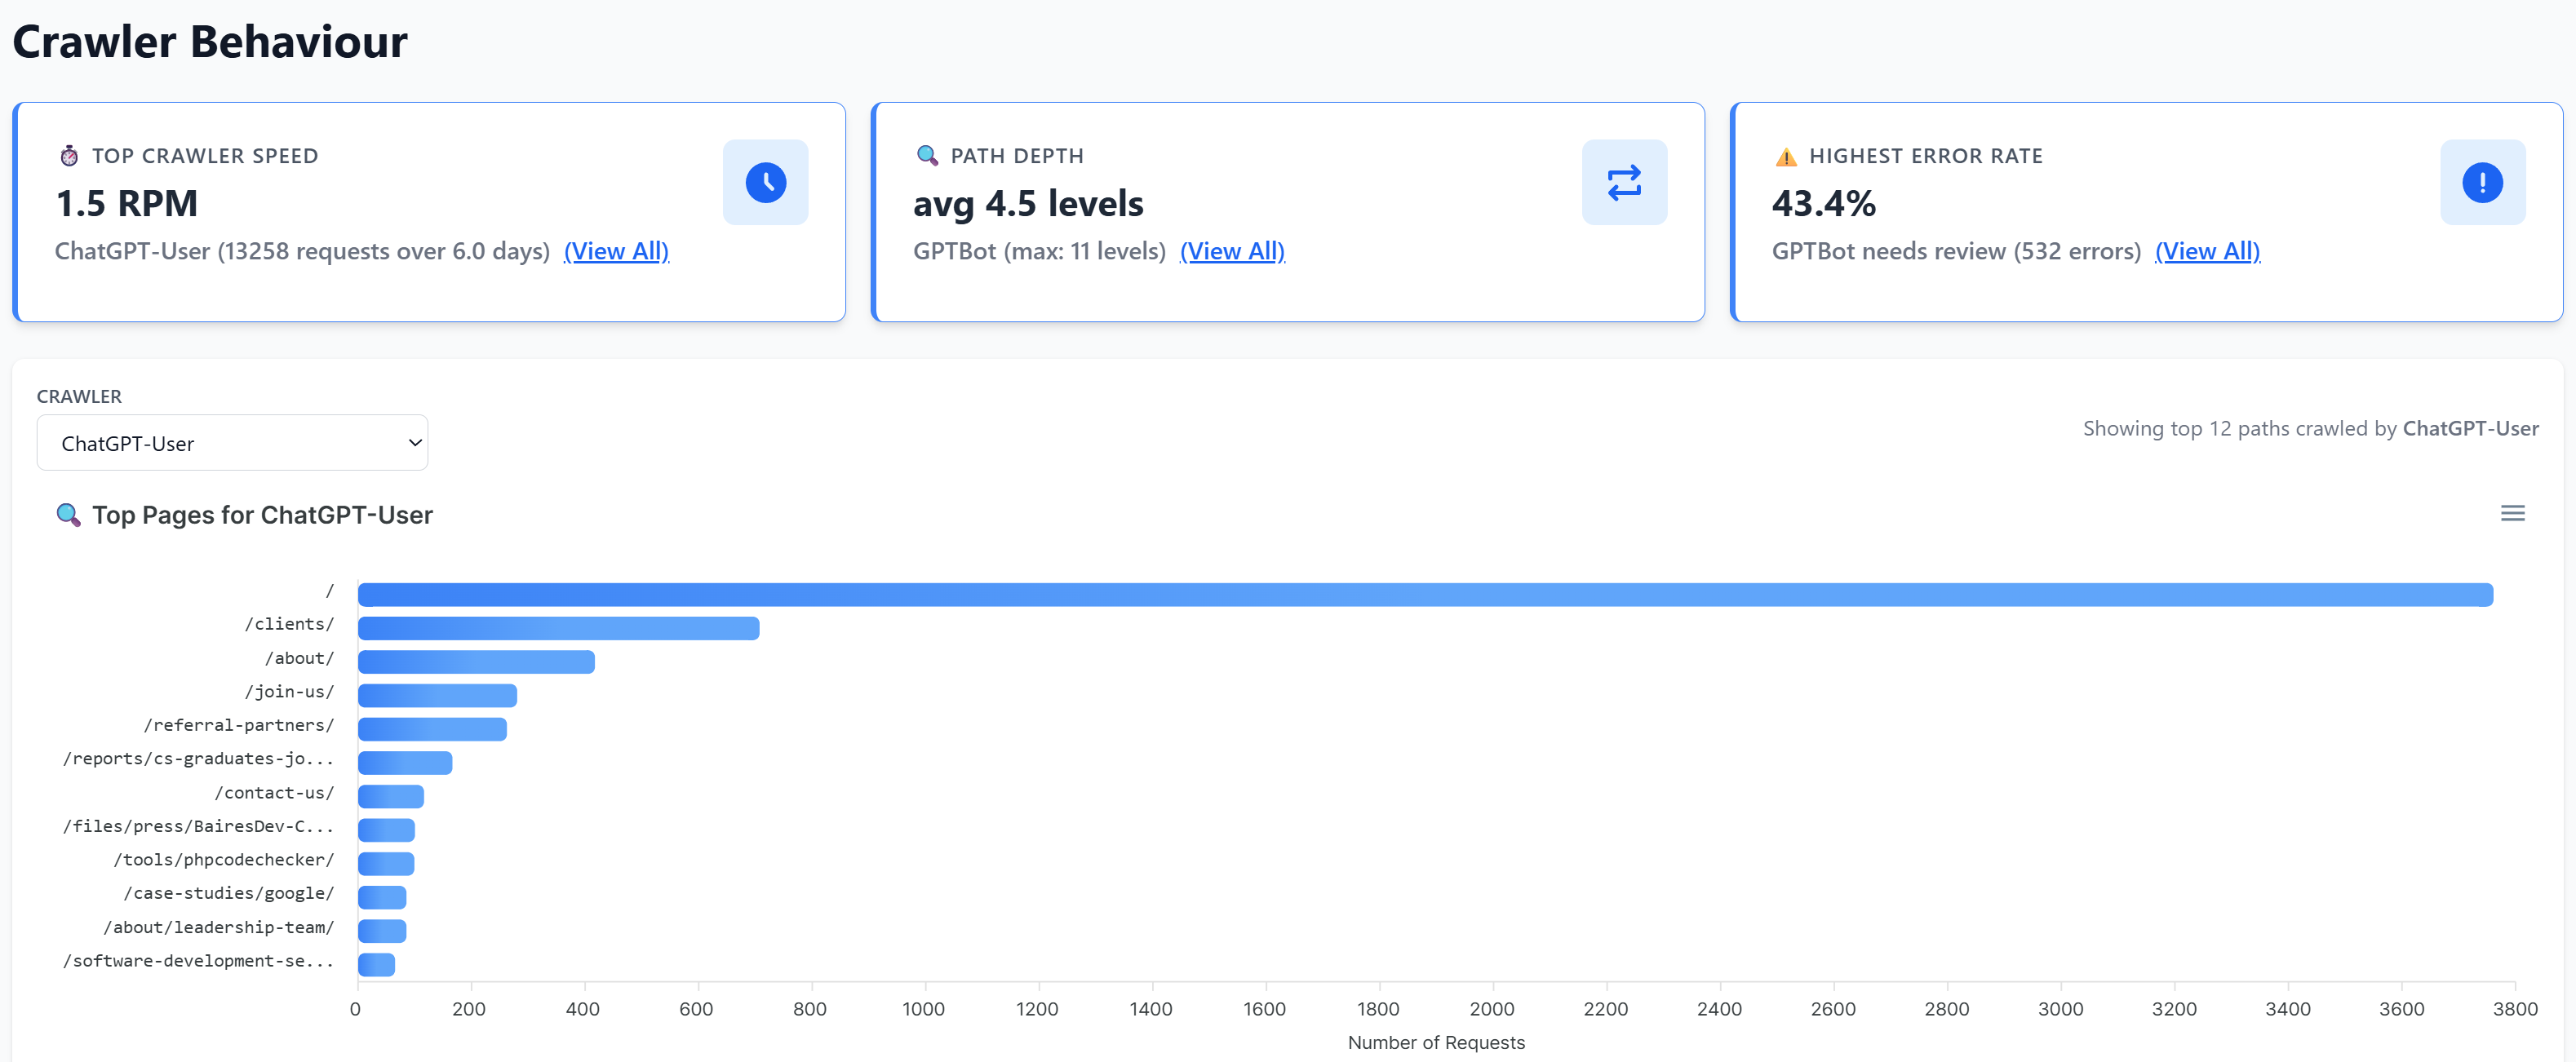 Crawler Behaviour
TOP CRAWLER SPEED
1.5 RPM
ChatGPT-User (13258 requests over 6.0 days) (View All)
PATH DEPTH
avg 4.5 levels
GPTBot (max: 11 levels) (View All)
HIGHEST ERROR RATE
43.4%
GPTBot needs review (532 errors) (View All)
CRAWLER
ChatGPT-User
Showing top 12 paths crawled by ChatGPT-User
Top Pages for ChatGPT-User
/
/clients/
/about/
/join-us/
/referral-partners/
/reports/cs-graduates-jo...
/contact-us/
/files/press/BairesDev-C...
/tools/phpcodechecker/
/case-studies/google/
/about/leadership-team/
/software-development-se...
0 200 400 600 800 1000 1200 1400 1600 1800 2000 2200 2400 2600 2800 3000 3200 3400 3600 3800
Number of Requests